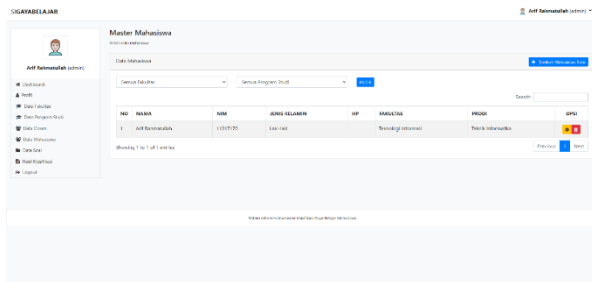 SIGAYABELAJAR
Arif Rahmatullah (admin)
Arif Rahmatullah (admin)
Dashboard
Profil
Data Fakultas
Data Program Studi
Data Dosen
Data Mahasiswa
Data Soal
Hasil Klasifikasi
Logout
Master Mahasiswa
Data Mahasiswa
Tambah Mahasiswa Baru
Semua Fakultas
Semua Program Studi
Search:
NO NAMA NIM JENIS KELAMIN HP FAKULTAS PRODI OPSI
1 Arif Rahmatullah Laki-laki Teknologi Informasi Teknik Informatika
Showing 1 to 1 of 1 entries
Previous 1 Next